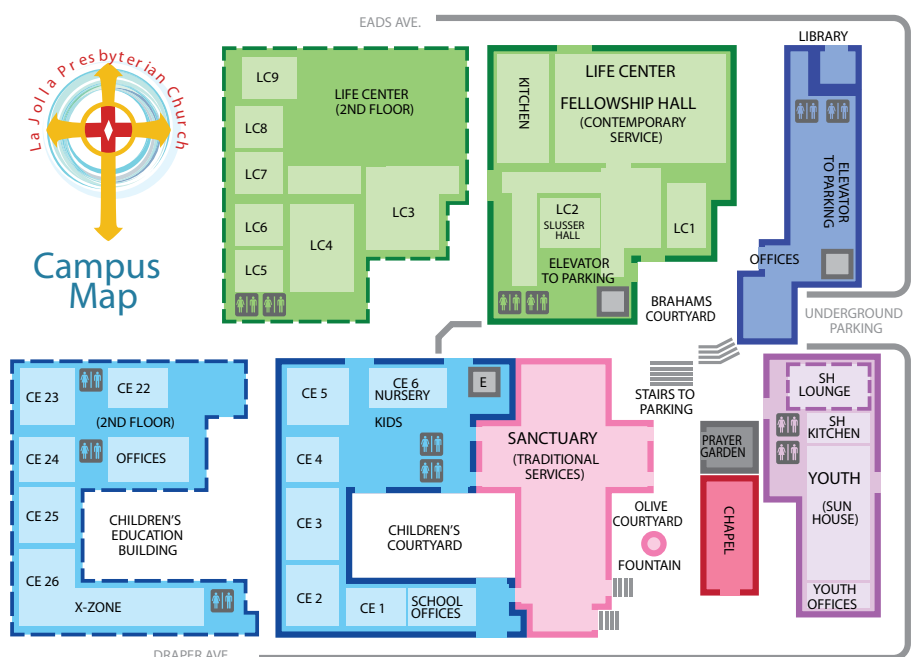 EADS AVE.
La Jolla Presbyterian Church
Campus
Map
LC9
LIFE CENTER
(2ND FLOOR)
LC8
LC7
LC6
LC5
LC4
LC3
KITCHEN
LIFE CENTER
FELLOWSHIP HALL
(CONTEMPORARY
SERVICE)
LC2
SLUSSER
HALL
LC1
ELEVATOR
TO PARKING
BRAHAMS
COURTYARD
LIBRARY
ELEVATOR
TO PARKING
OFFICES
UNDERGROUND
PARKING
STAIRS TO
PARKING
CE 23
CE 22
(2ND FLOOR)
CE 24
OFFICES
CE 25
CHILDREN'S
EDUCATION
BUILDING
CE 26
X-ZONE
CE 5
CE 6
NURSERY
E
KIDS
CE 4
CE 3
CHILDREN'S
COURTYARD
CE 2
CE 1
SCHOOL
OFFICES
SANCTUARY
(TRADITIONAL
SERVICES)
OLIVE
COURTYARD
FOUNTAIN
PRAYER
GARDEN
CHAPEL
SH
LOUNGE
SH
KITCHEN
YOUTH
(SUN
HOUSE)
YOUTH
OFFICES
DRAPER AVE.